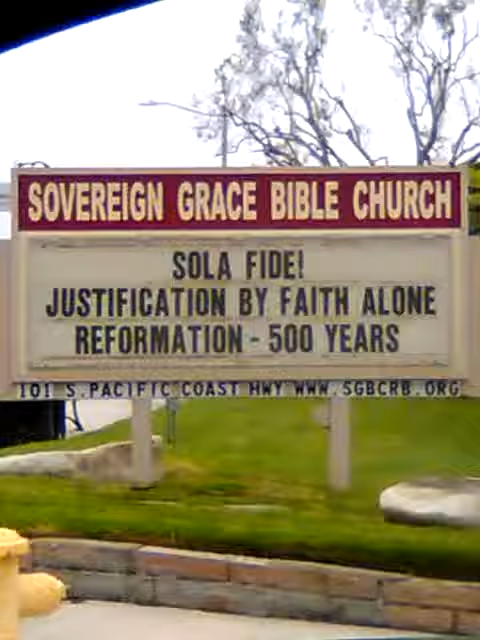 SOVEREIGN GRACE BIBLE CHURCH
SOLA FIDE!
JUSTIFICATION BY FAITH ALONE
REFORMATION - 500 YEARS
101 S. PACIFIC COAST HWY WWW.SGBCRB.ORG